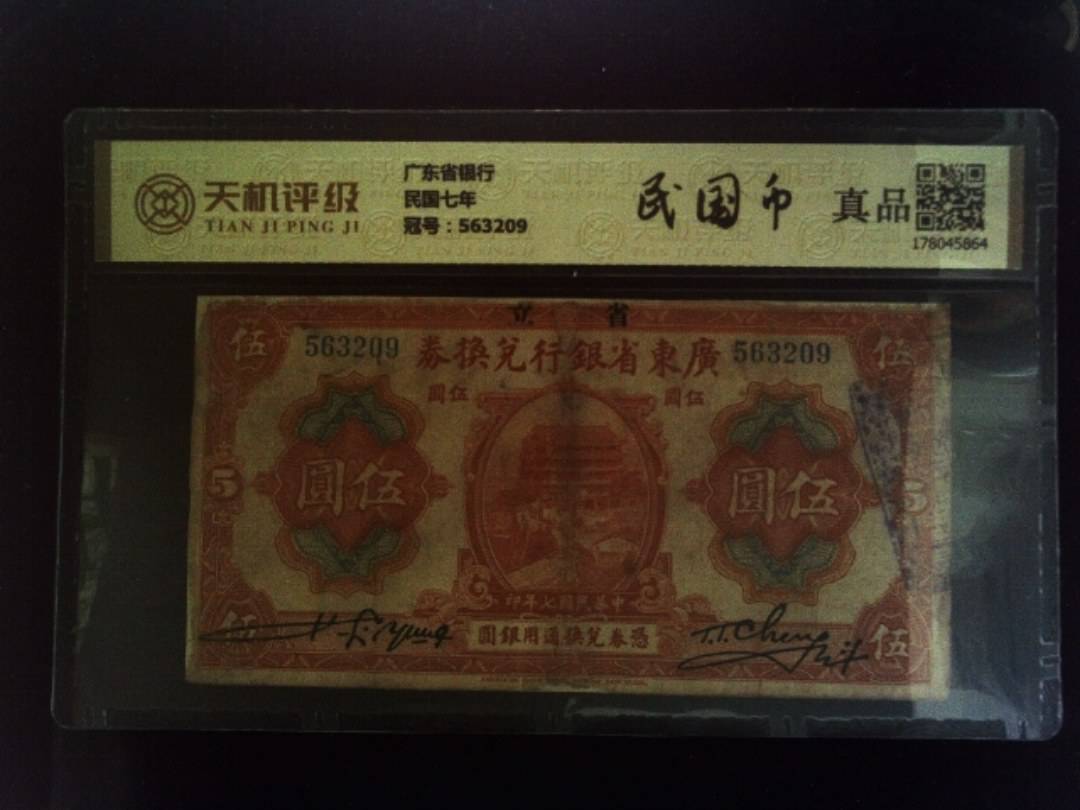 天机评级
TIAN JI PING JI
广东省银行
民国七年
冠号：563209
民国币
真品
178045864
立 省
伍
563209
券換兌行銀省東廣
563209
伍
圓伍
圓伍
圓伍
圓伍
5
5
印年七國民華中
伍
圓銀用通換兌券憑
T.T.Cheng
伍